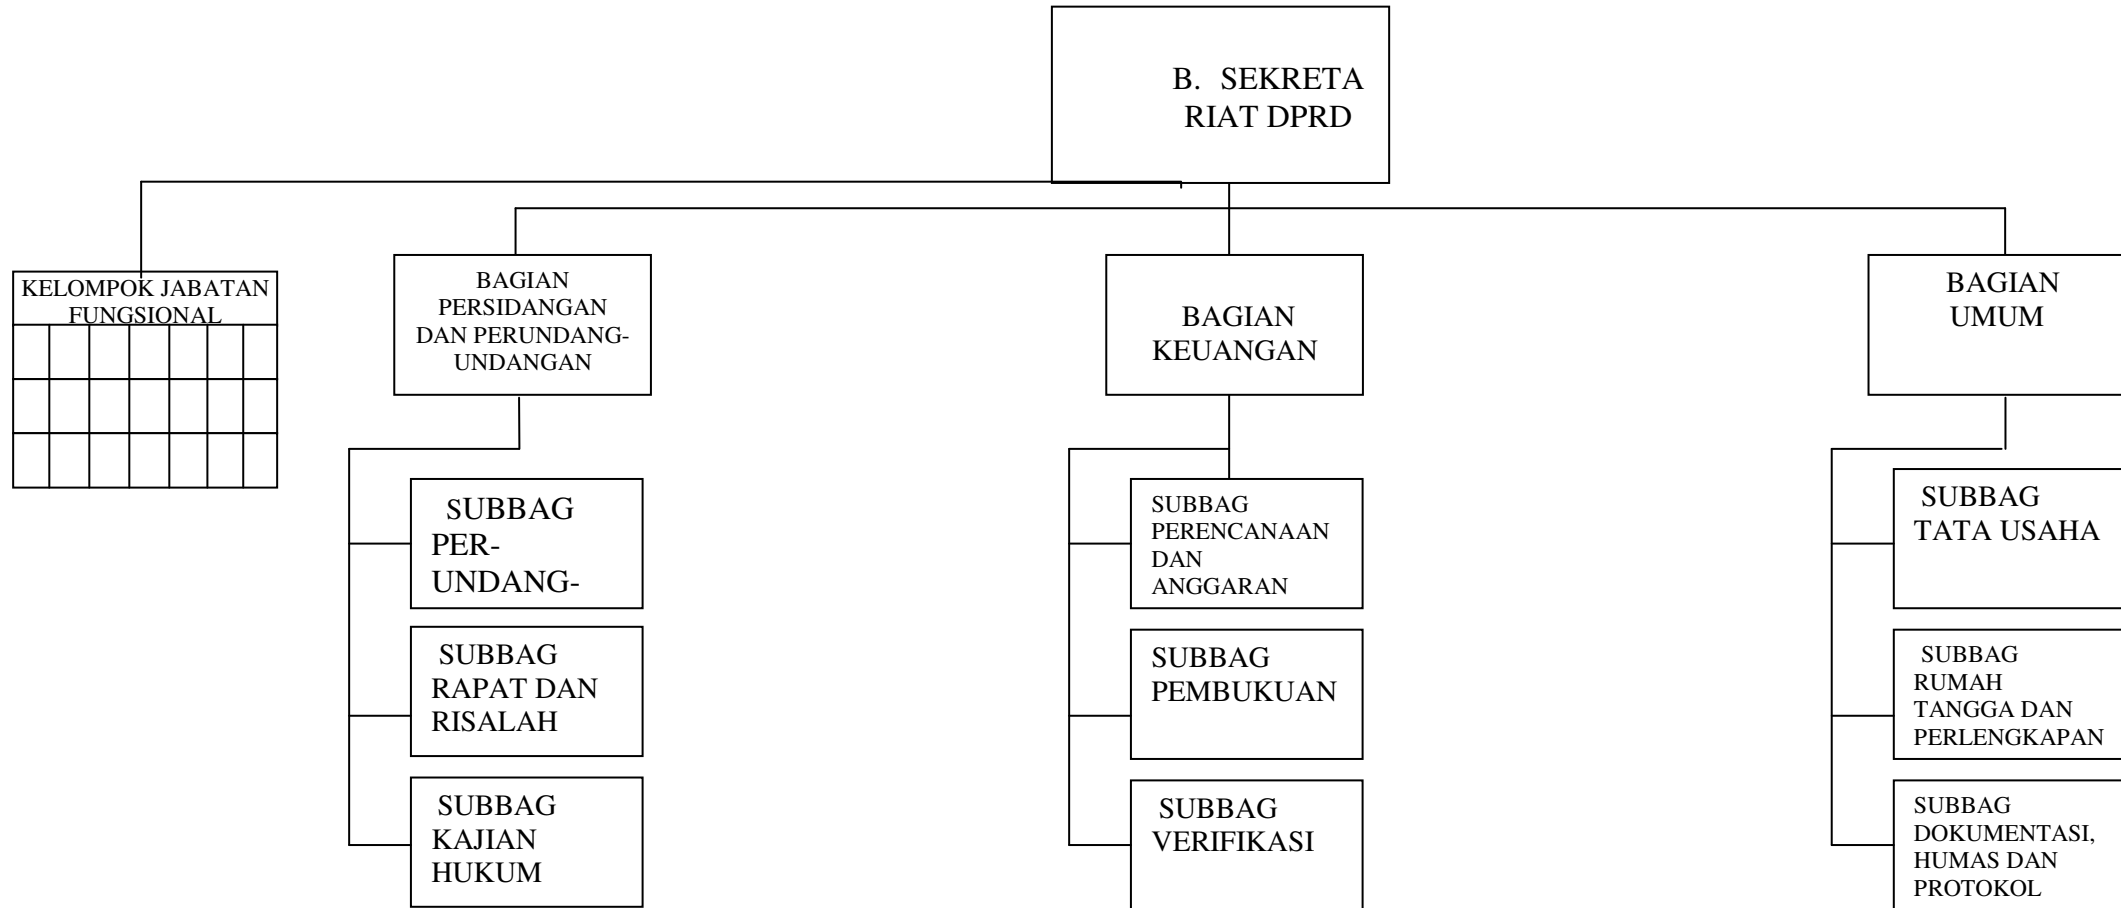 B. SEKRETA
RIAT DPRD
KELOMPOK JABATAN
FUNGSIONAL
BAGIAN
PERSIDANGAN
DAN PERUNDANG-
UNDANGAN
BAGIAN
KEUANGAN
BAGIAN
UMUM
SUBBAG
PER-
UNDANG-
SUBBAG
RAPAT DAN
RISALAH
SUBBAG
KAJIAN
HUKUM
SUBBAG
PERENCANAAN
DAN
ANGGARAN
SUBBAG
PEMBUKUAN
SUBBAG
VERIFIKASI
SUBBAG
TATA USAHA
SUBBAG
RUMAH
TANGGA DAN
PERLENGKAPAN
SUBBAG
DOKUMENTASI,
HUMAS DAN
PROTOKOL